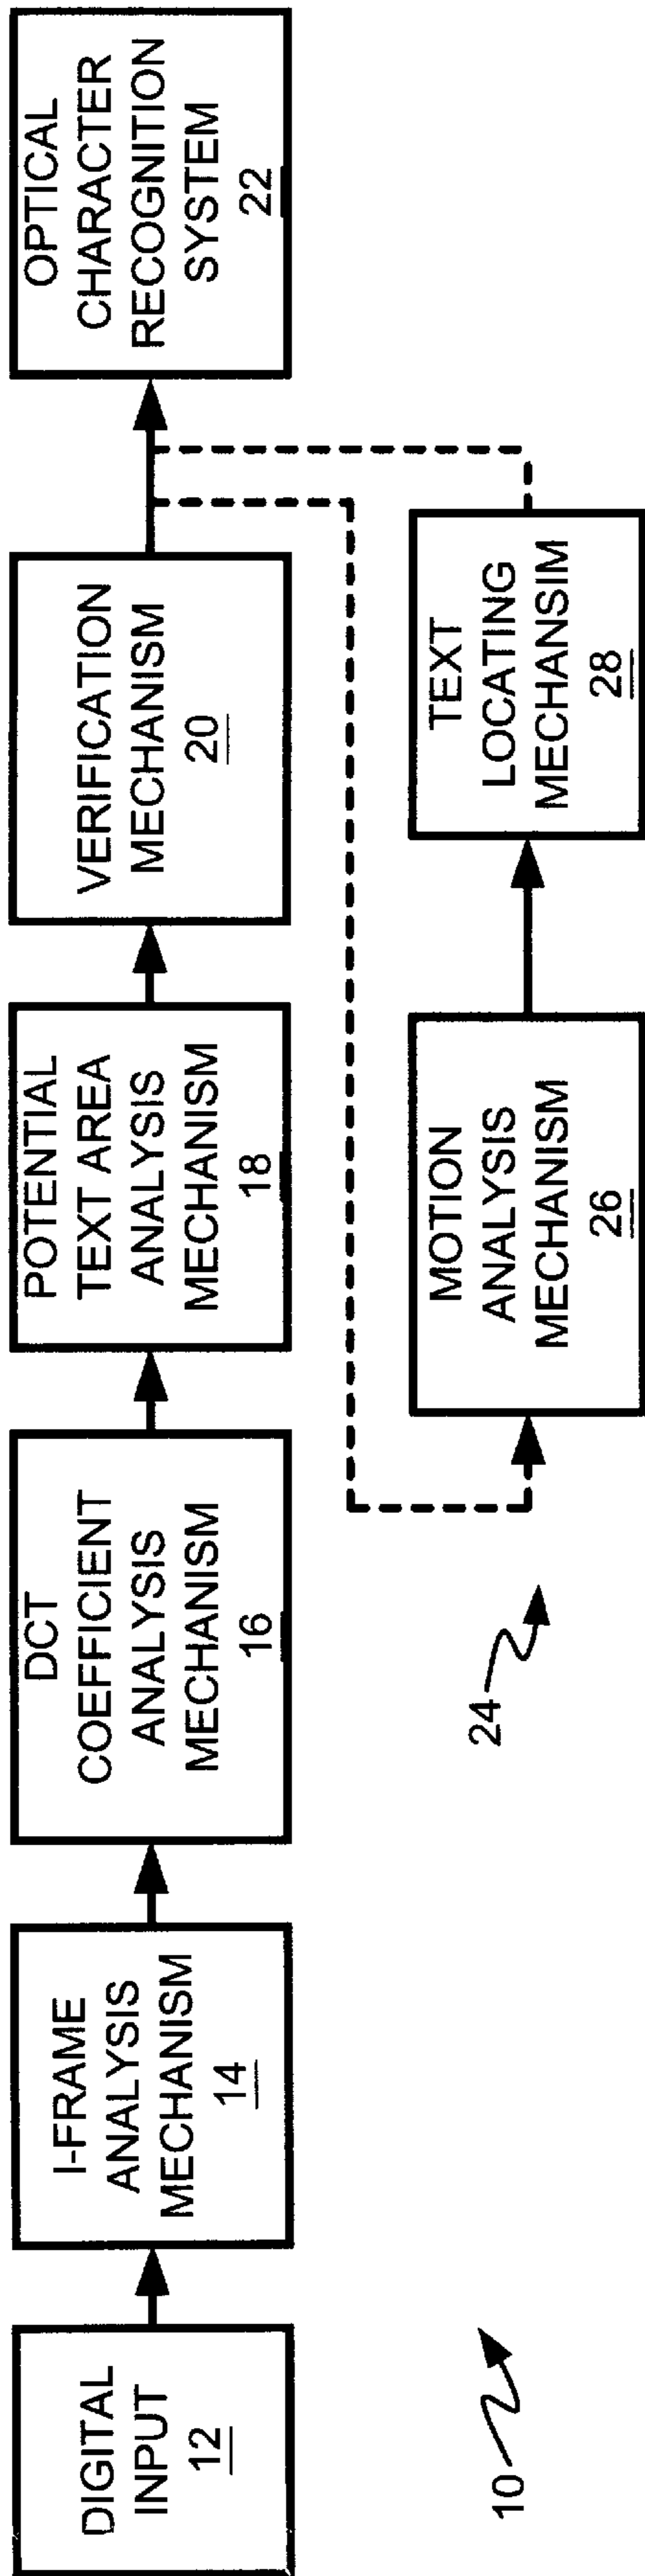 DIGITAL
INPUT
12
I-FRAME
ANALYSIS
MECHANISM
14
DCT
COEFFICIENT
ANALYSIS
MECHANISM
16
POTENTIAL
TEXT AREA
ANALYSIS
MECHANISM
18
VERIFICATION
MECHANISM
20
OPTICAL
CHARACTER
RECOGNITION
SYSTEM
22
10
24
MOTION
ANALYSIS
MECHANISM
26
TEXT
LOCATING
MECHANSIM
28